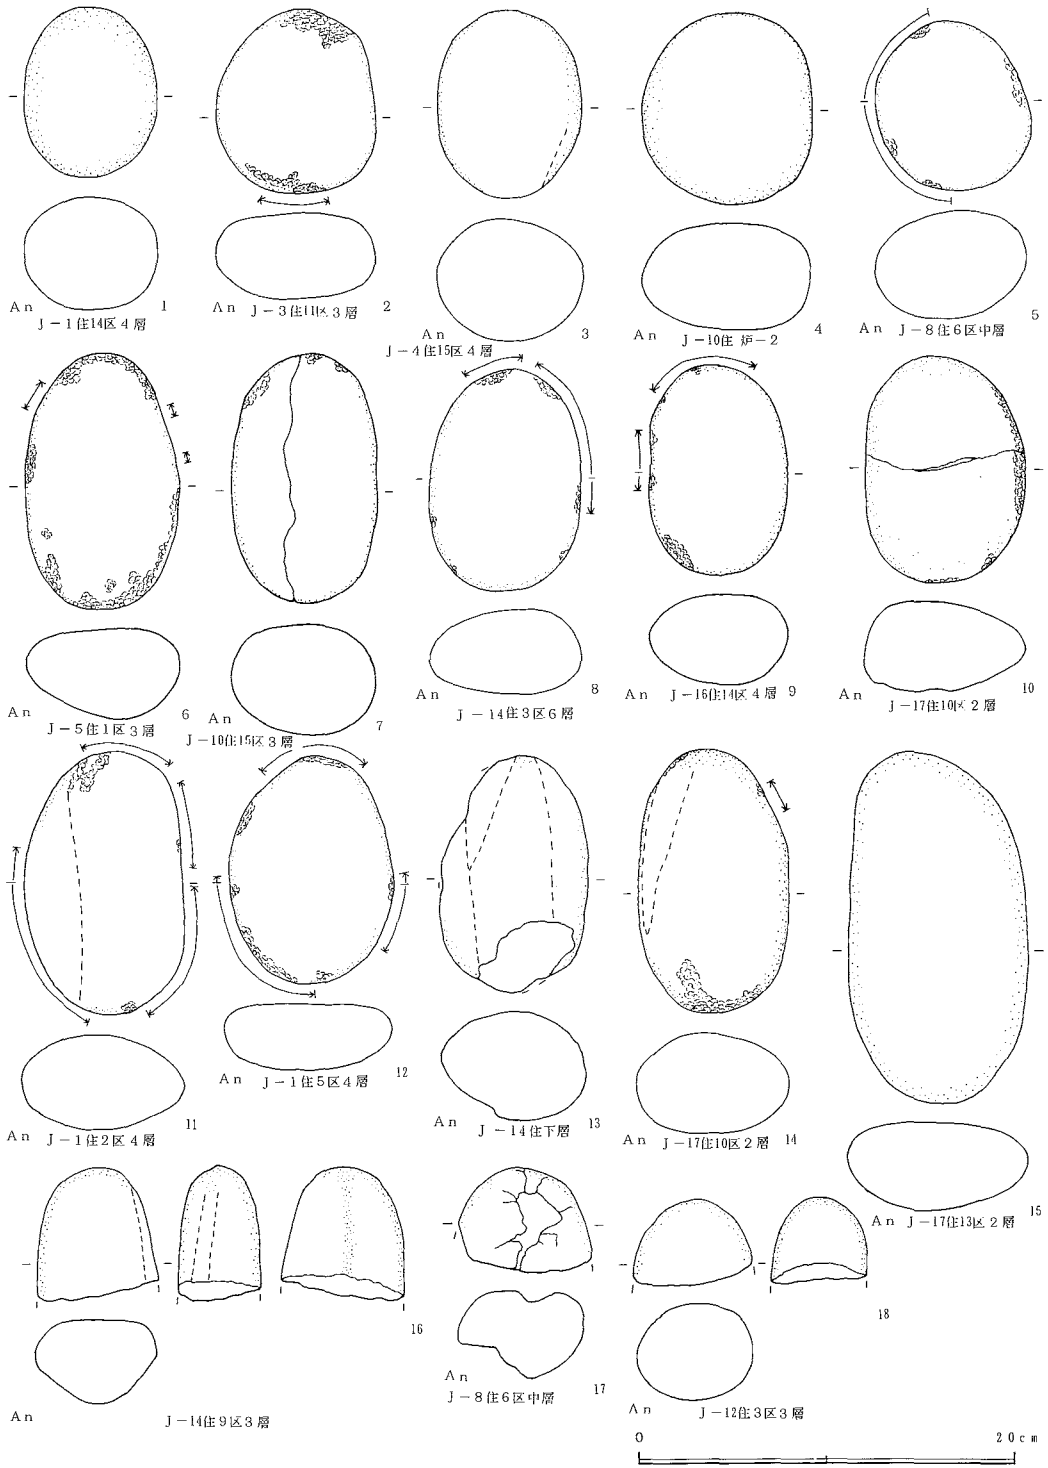 An 1
J－1住14区4層
An 2
J－3住11区3層
An 3
J－4住15区4層
An 4
J－10住 炉－2
An 5
J－8住6区中層
An 6
J－5住1区3層
An 7
J－10住15区3層
An 8
J－14住3区6層
An 9
J－16住14区4層
An 10
J－17住10区2層
An 11
J－1住2区4層
An 12
J－1住5区4層
An 13
J－14住下層
An 14
J－17住10区2層
An 15
J－17住13区2層
16
An
J－14住9区3層
An 17
J－8住6区中層
18
An
J－12住3区3層
0 20cm